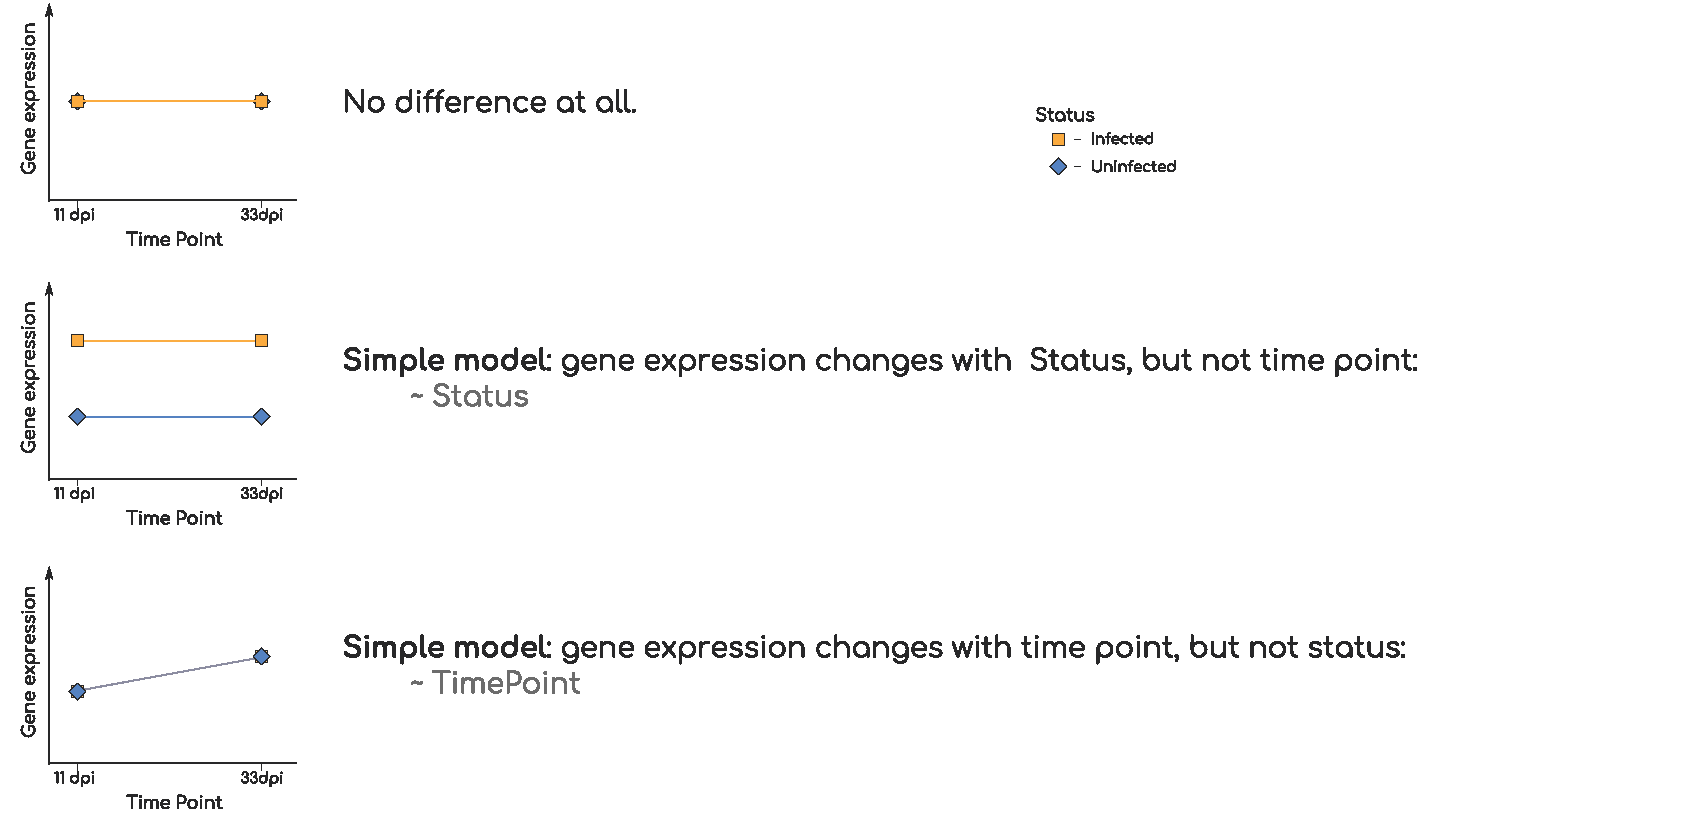 Gene expression
No difference at all.
Status
– Infected
– Uninfected
11 dpi
33dpi
Time Point
Gene expression
Simple model: gene expression changes with  Status, but not time point:
~ Status
11 dpi
33dpi
Time Point
Gene expression
Simple model: gene expression changes with time point, but not status:
~ TimePoint
11 dpi
33dpi
Time Point